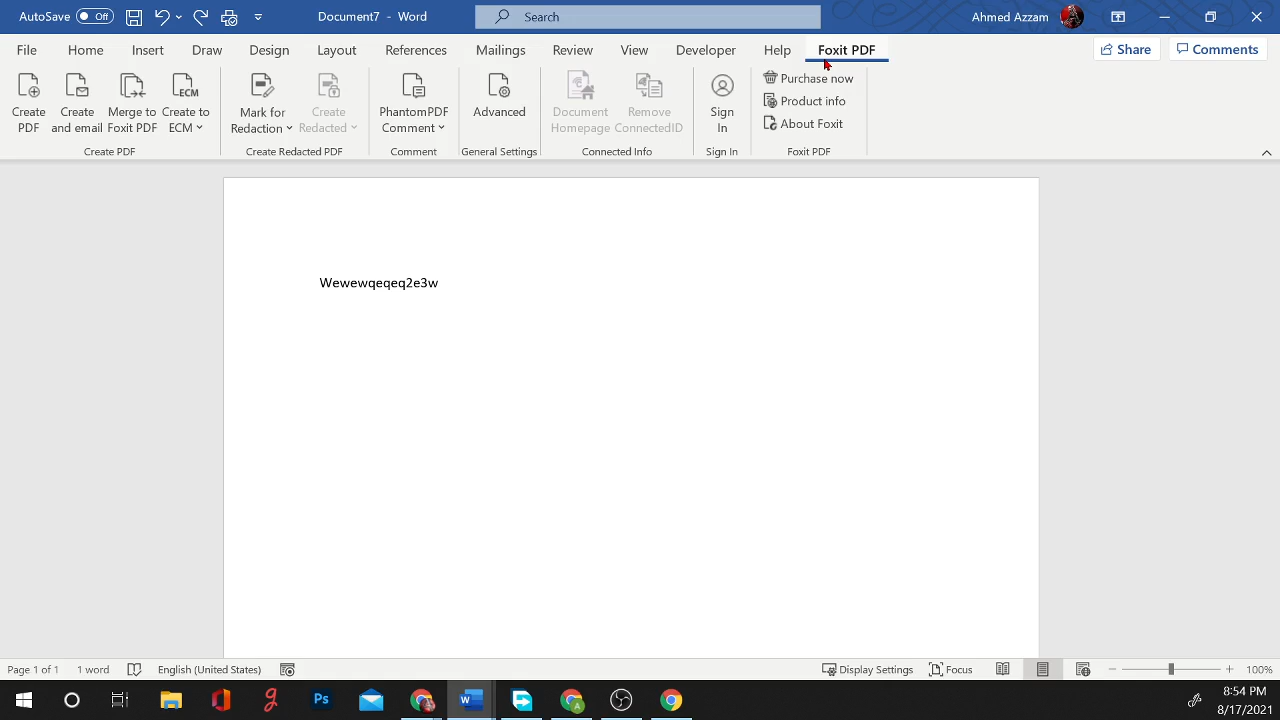 AutoSave Off Document7 - Word Search Ahmed Azzam
File Home Insert Draw Design Layout References Mailings Review View Developer Help Foxit PDF Share Comments
Create PDF
Create and email
Merge to Foxit PDF
Create to ECM
Mark for Redaction
Create Redacted
PhantomPDF Comment
Advanced
Document Homepage
Remove ConnectedID
Sign In
Purchase now
Product info
About Foxit
Create PDF Create Redacted PDF Comment General Settings Connected Info Sign In Foxit PDF
Wewewqeqeq2e3w
Page 1 of 1 1 word English (United States) Display Settings Focus 100%
Ps
8:54 PM
8/17/2021